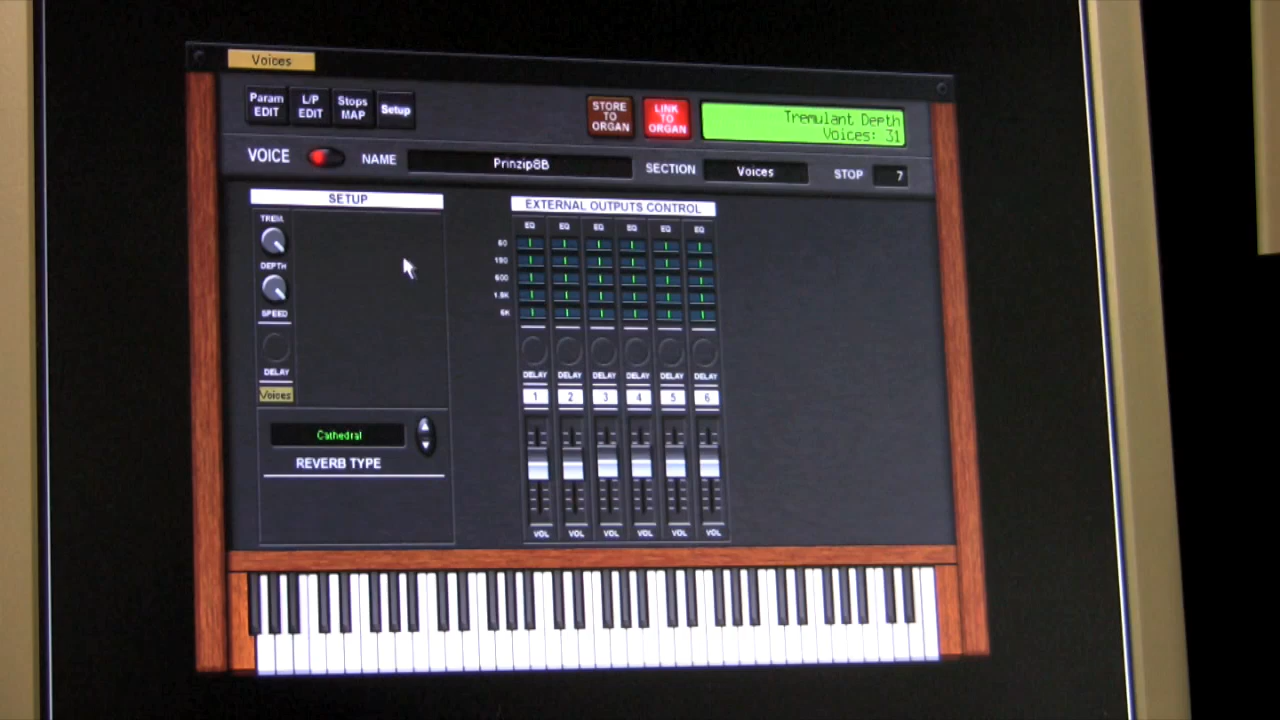 Voices
Param EDIT
L/P EDIT
Stops MAP
Setup
STORE TO ORGAN
LINK TO ORGAN
Tremulant Depth
Voices: 31
VOICE NAME Prinzip8B SECTION Voices STOP 7
SETUP
EXTERNAL OUTPUTS CONTROL
TREM.
DEPTH
SPEED
DELAY
Voices
Cathedral
REVERB TYPE
EQ EQ EQ EQ EQ EQ
60
150
600
1.9K
6K
DELAY DELAY DELAY DELAY DELAY DELAY
1 2 3 4 5 6
VOL VOL VOL VOL VOL VOL